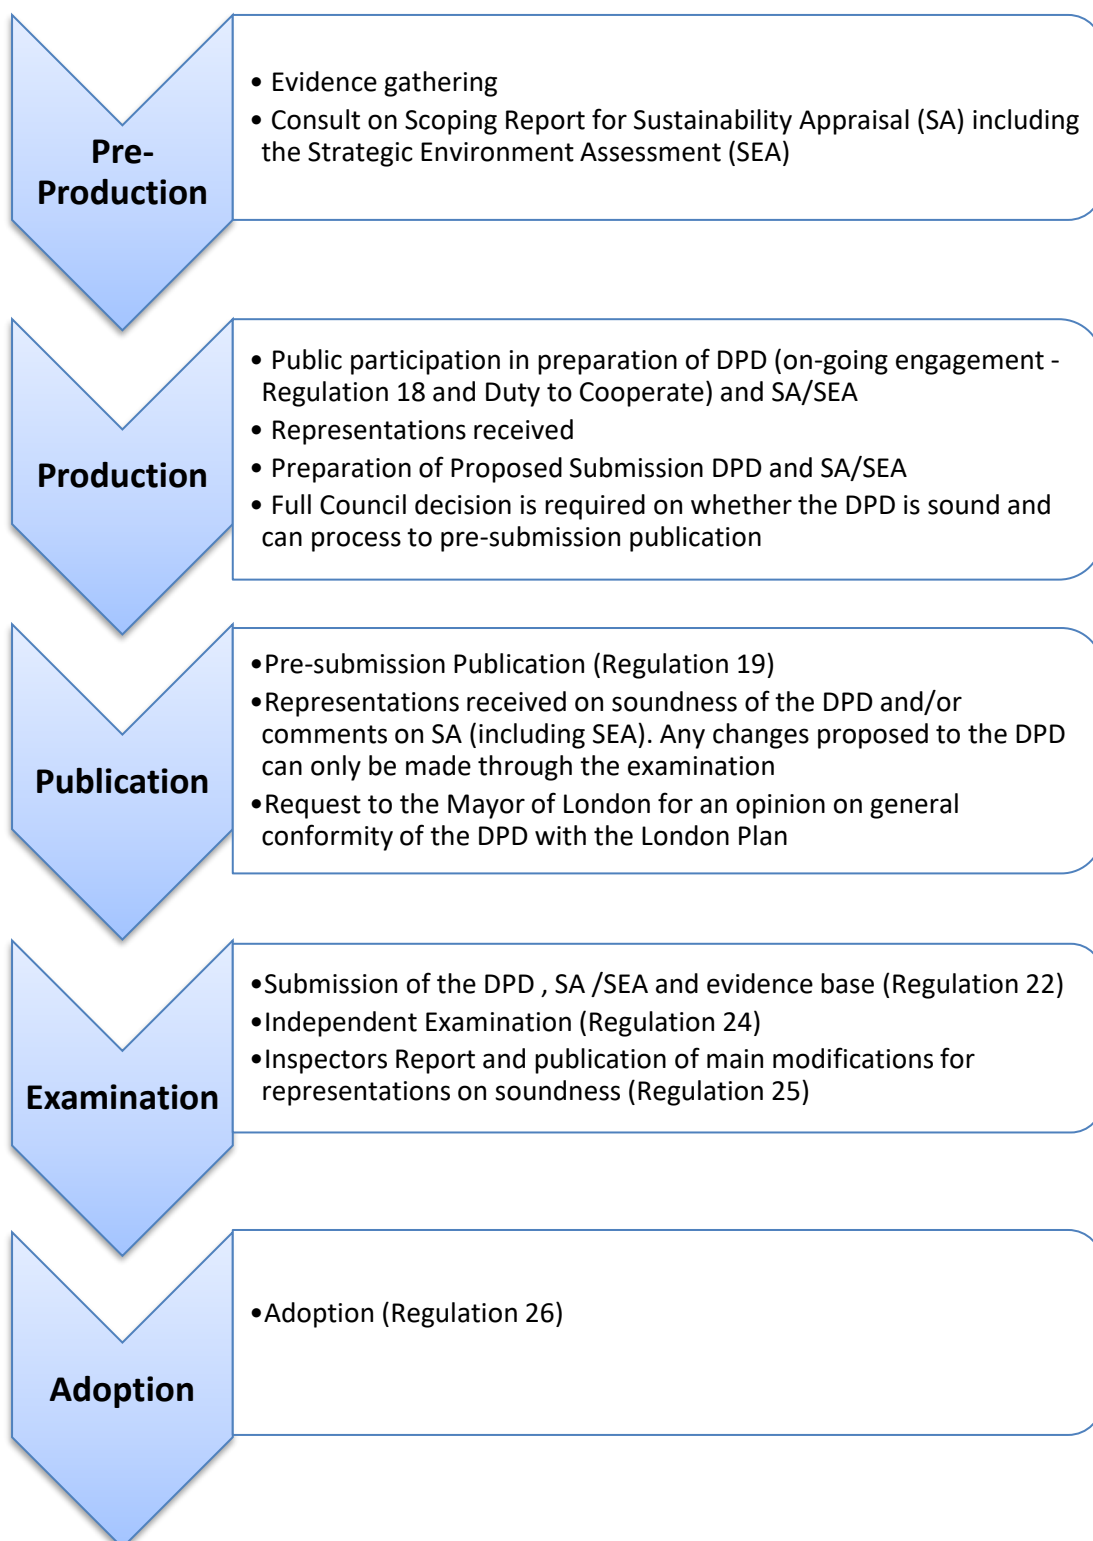 Pre-
Production
• Evidence gathering
• Consult on Scoping Report for Sustainability Appraisal (SA) including
the Strategic Environment Assessment (SEA)
Production
• Public participation in preparation of DPD (on-going engagement -
Regulation 18 and Duty to Cooperate) and SA/SEA
• Representations received
• Preparation of Proposed Submission DPD and SA/SEA
• Full Council decision is required on whether the DPD is sound and
can process to pre-submission publication
Publication
•Pre-submission Publication (Regulation 19)
•Representations received on soundness of the DPD and/or
comments on SA (including SEA). Any changes proposed to the DPD
can only be made through the examination
•Request to the Mayor of London for an opinion on general
conformity of the DPD with the London Plan
Examination
•Submission of the DPD , SA /SEA and evidence base (Regulation 22)
•Independent Examination (Regulation 24)
•Inspectors Report and publication of main modifications for
representations on soundness (Regulation 25)
Adoption
•Adoption (Regulation 26)